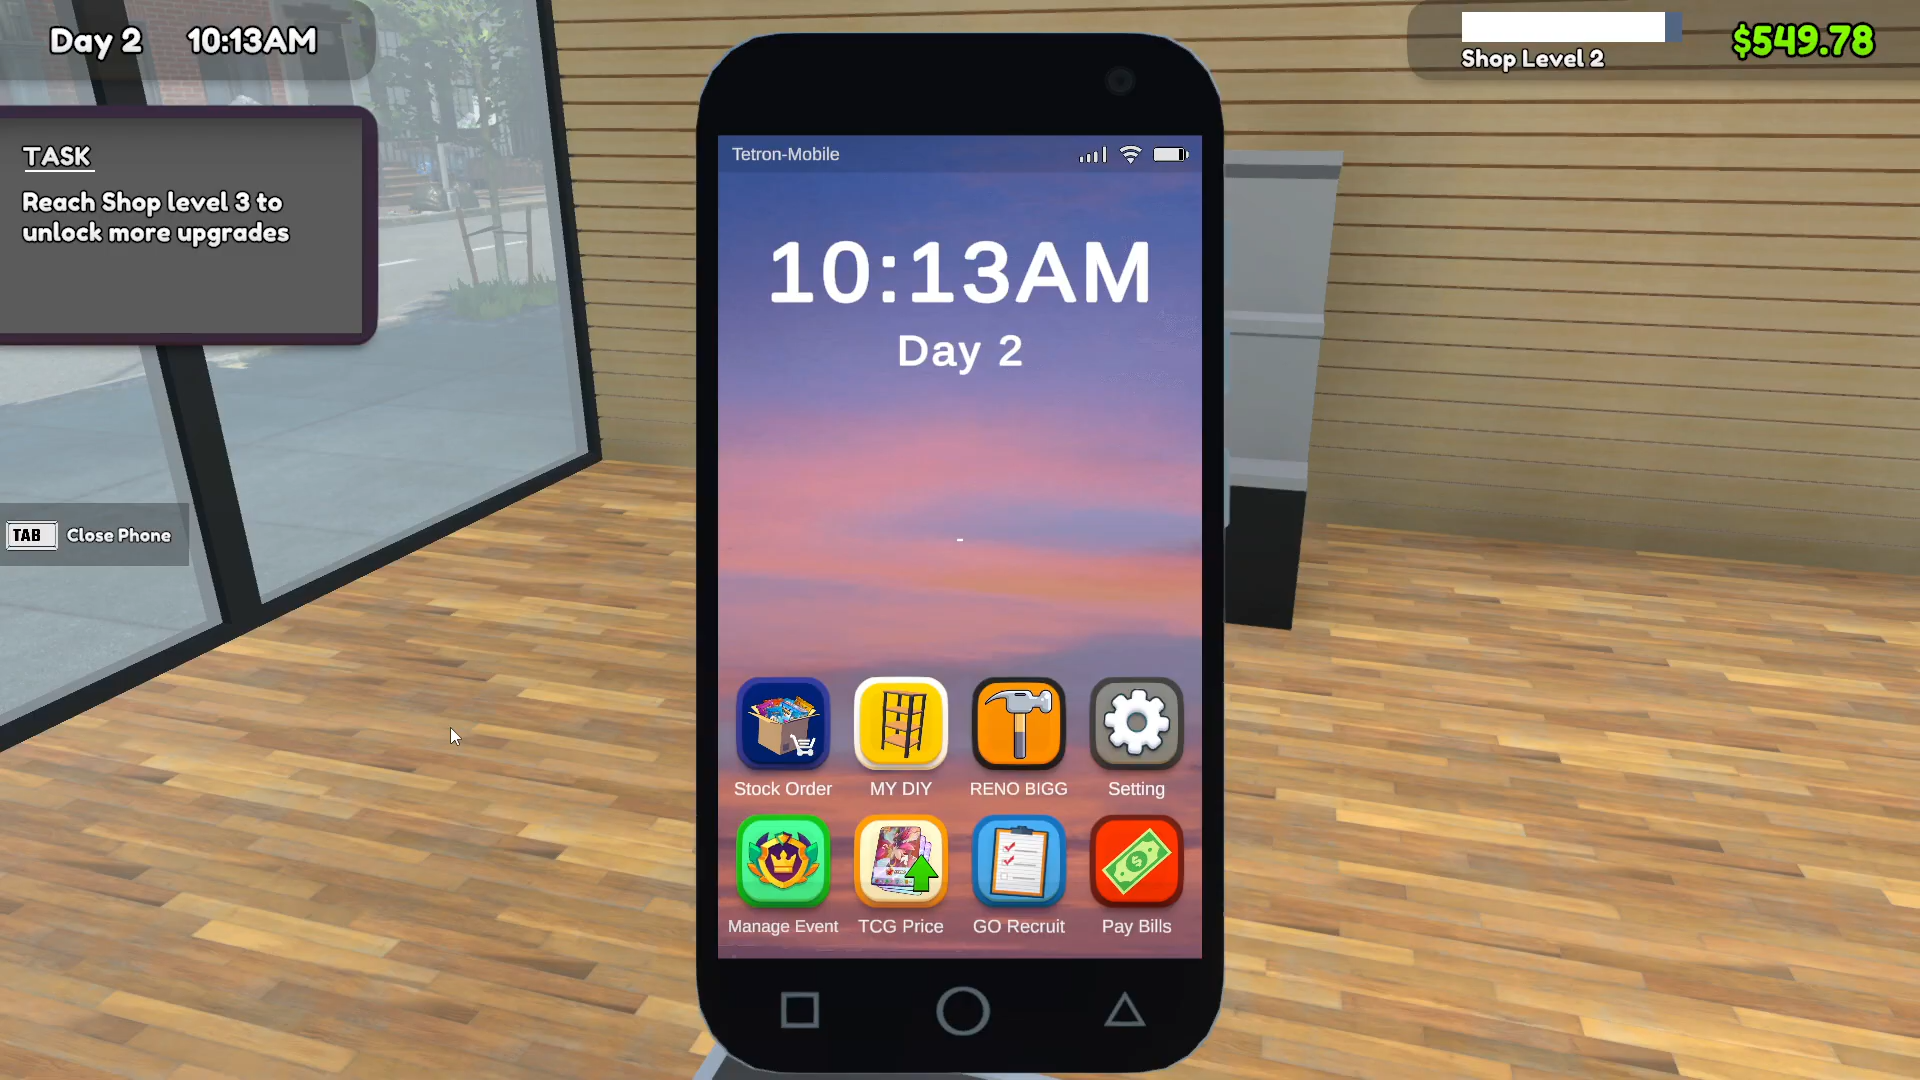 Day 2 10:13AM
Shop Level 2
$549.78
TASK
Reach Shop level 3 to
unlock more upgrades
TAB Close Phone
Tetron-Mobile
10:13AM
Day 2
-
Stock Order MY DIY RENO BIGG Setting
Manage Event TCG Price GO Recruit Pay Bills